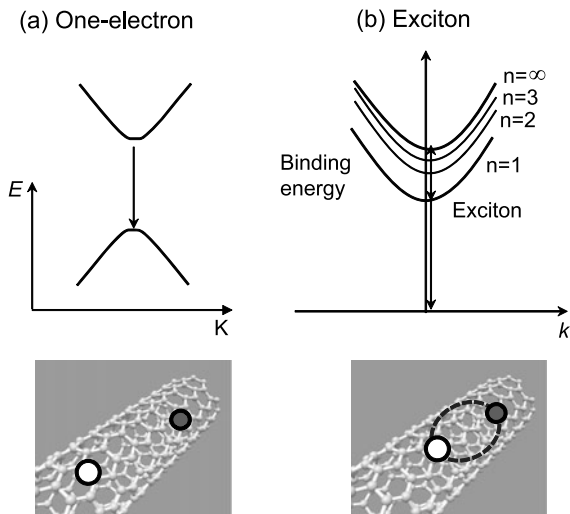 (a) One-electron
E
K
(b) Exciton
n=∞
n=3
n=2
n=1
Binding
energy
Exciton
k